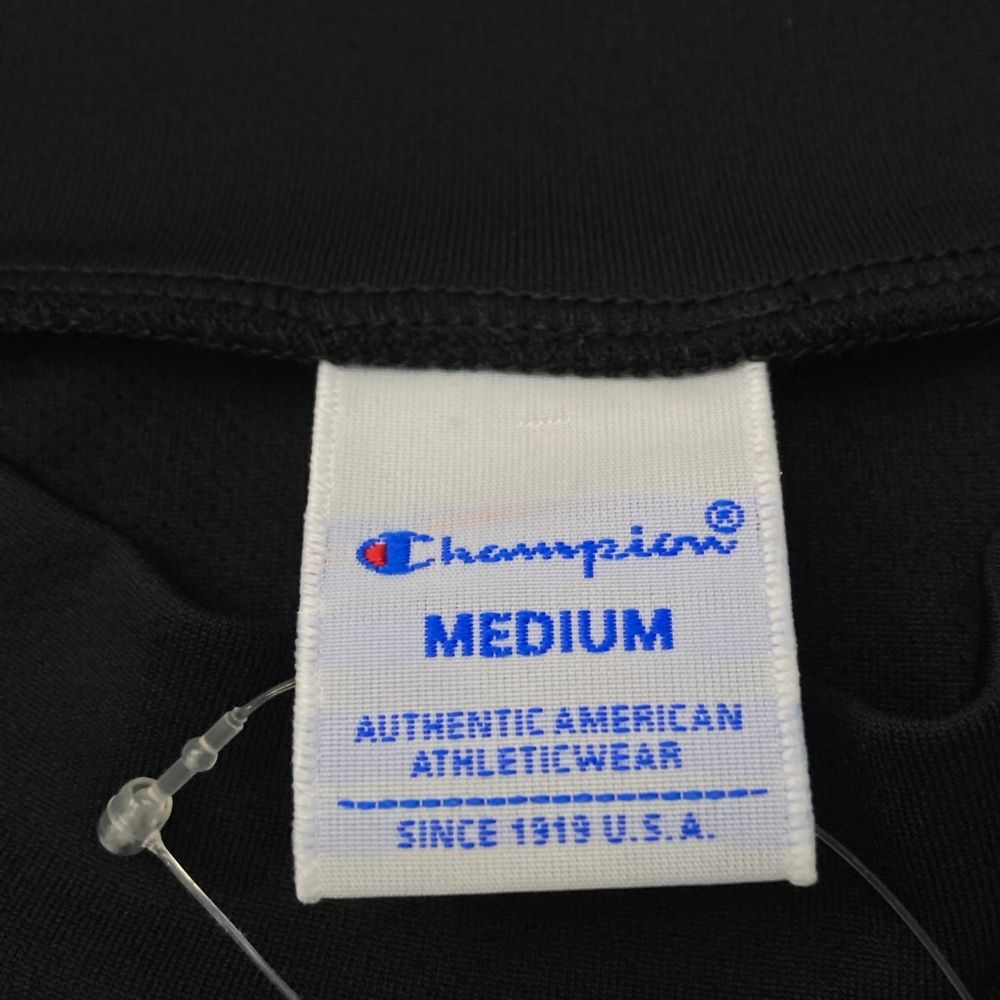 Champion®
MEDIUM
AUTHENTIC AMERICAN
ATHLETICWEAR
SINCE 1919 U.S.A.